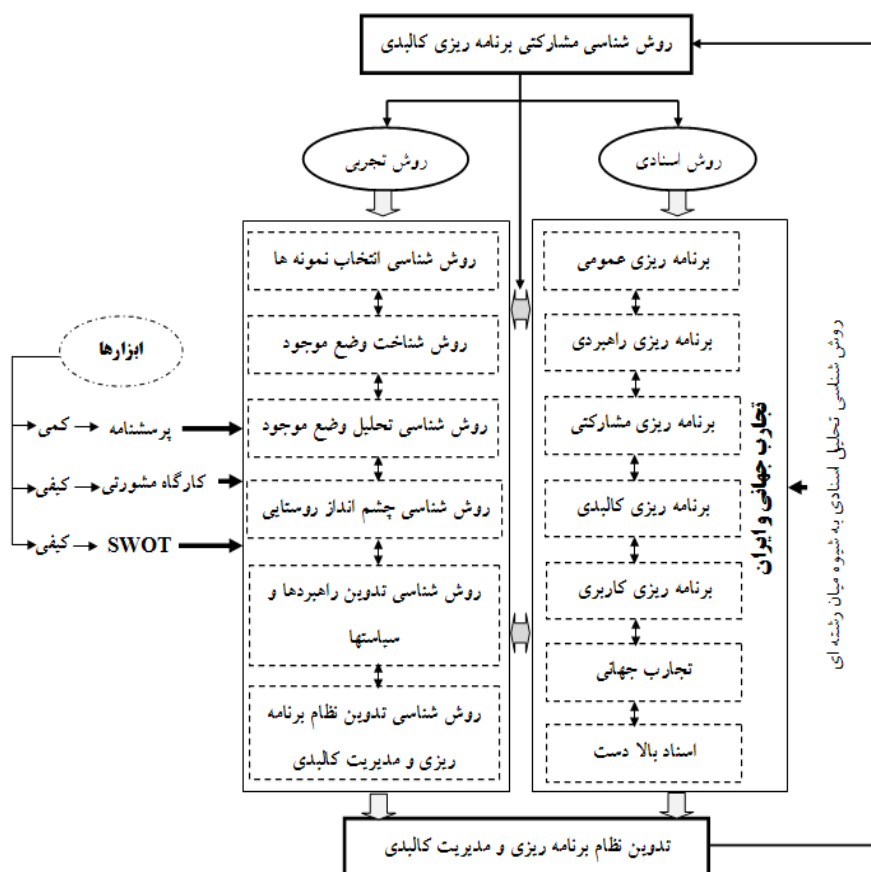 روش شناسی مشارکتی برنامه ریزی کالبدی
روش اسنادی
روش تجربی
برنامه ریزی عمومی
برنامه ریزی راهبردی
برنامه ریزی مشارکتی
برنامه ریزی کالبدی
برنامه ریزی کاربری
تجارب جهانی
اسناد بالا دست
تجارب جهانی و ایران
روش شناسی تحلیل اسنادی به شیوه میان رشته ای
روش شناسی انتخاب نمونه ها
روش شناخت وضع موجود
روش شناسی تحلیل وضع موجود
روش شناسی چشم انداز روستایی
روش شناسی تدوین راهبردها و
سیاستها
روش شناسی تدوین نظام برنامه
ریزی و مدیریت کالبدی
ابزارها
پرسشنامه
کمی
کارگاه مشورتی
کیفی
SWOT
کیفی
تدوین نظام برنامه ریزی و مدیریت کالبدی